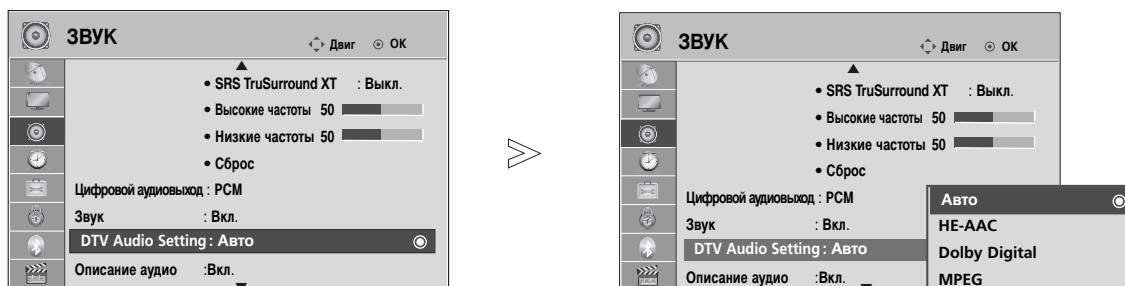 ЗВУК
Двиг ОК
• SRS TruSurround XT : Выкл.
• Высокие частоты 50
• Низкие частоты 50
• Сброс
Цифровой аудиовыход : PCM
Звук : Вкл.
DTV Audio Setting : Авто
Описание аудио :Вкл.
ЗВУК
Двиг ОК
• SRS TruSurround XT : Выкл.
• Высокие частоты 50
• Низкие частоты 50
• Сброс
Цифровой аудиовыход : PCM
Звук : Вкл.
DTV Audio Setting : Авто
Описание аудио :Вкл.
Авто
HE-AAC
Dolby Digital
MPEG